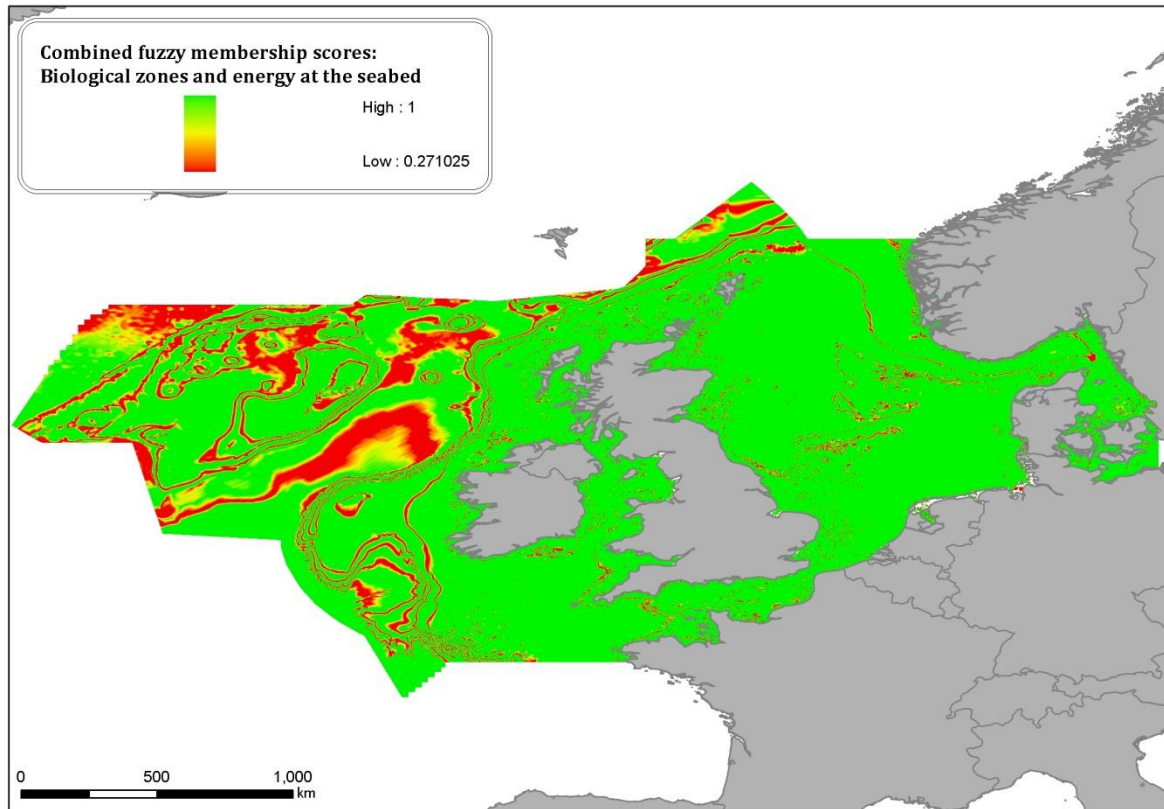 Combined fuzzy membership scores:
Biological zones and energy at the seabed
High : 1
Low : 0.271025
0 500 1,000
km